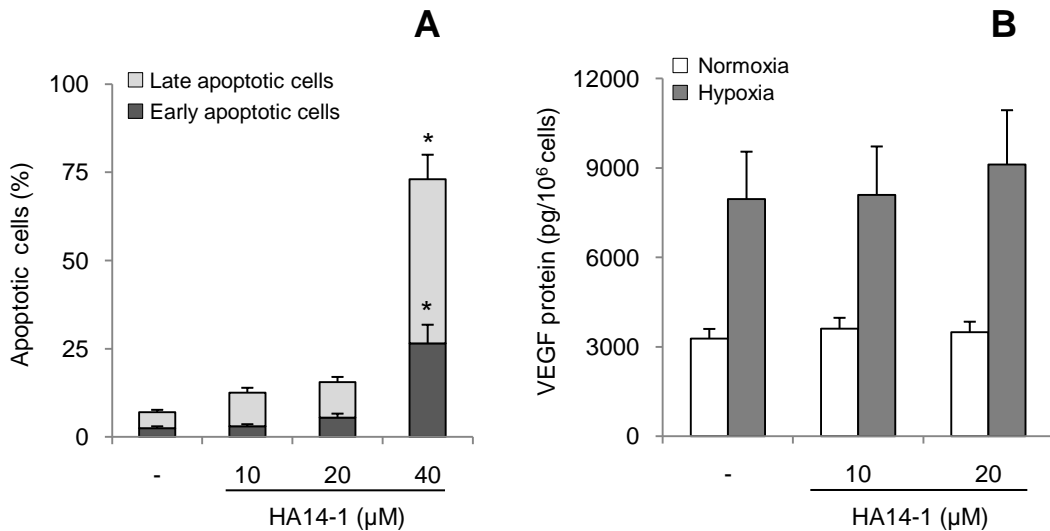 A
100
75
50
25
0
Apoptotic cells (%)
Late apoptotic cells
Early apoptotic cells
*
*
- 10 20 40
HA14-1 (µM)
B
12000
9000
6000
3000
0
VEGF protein (pg/10⁶ cells)
Normoxia
Hypoxia
- 10 20
HA14-1 (µM)